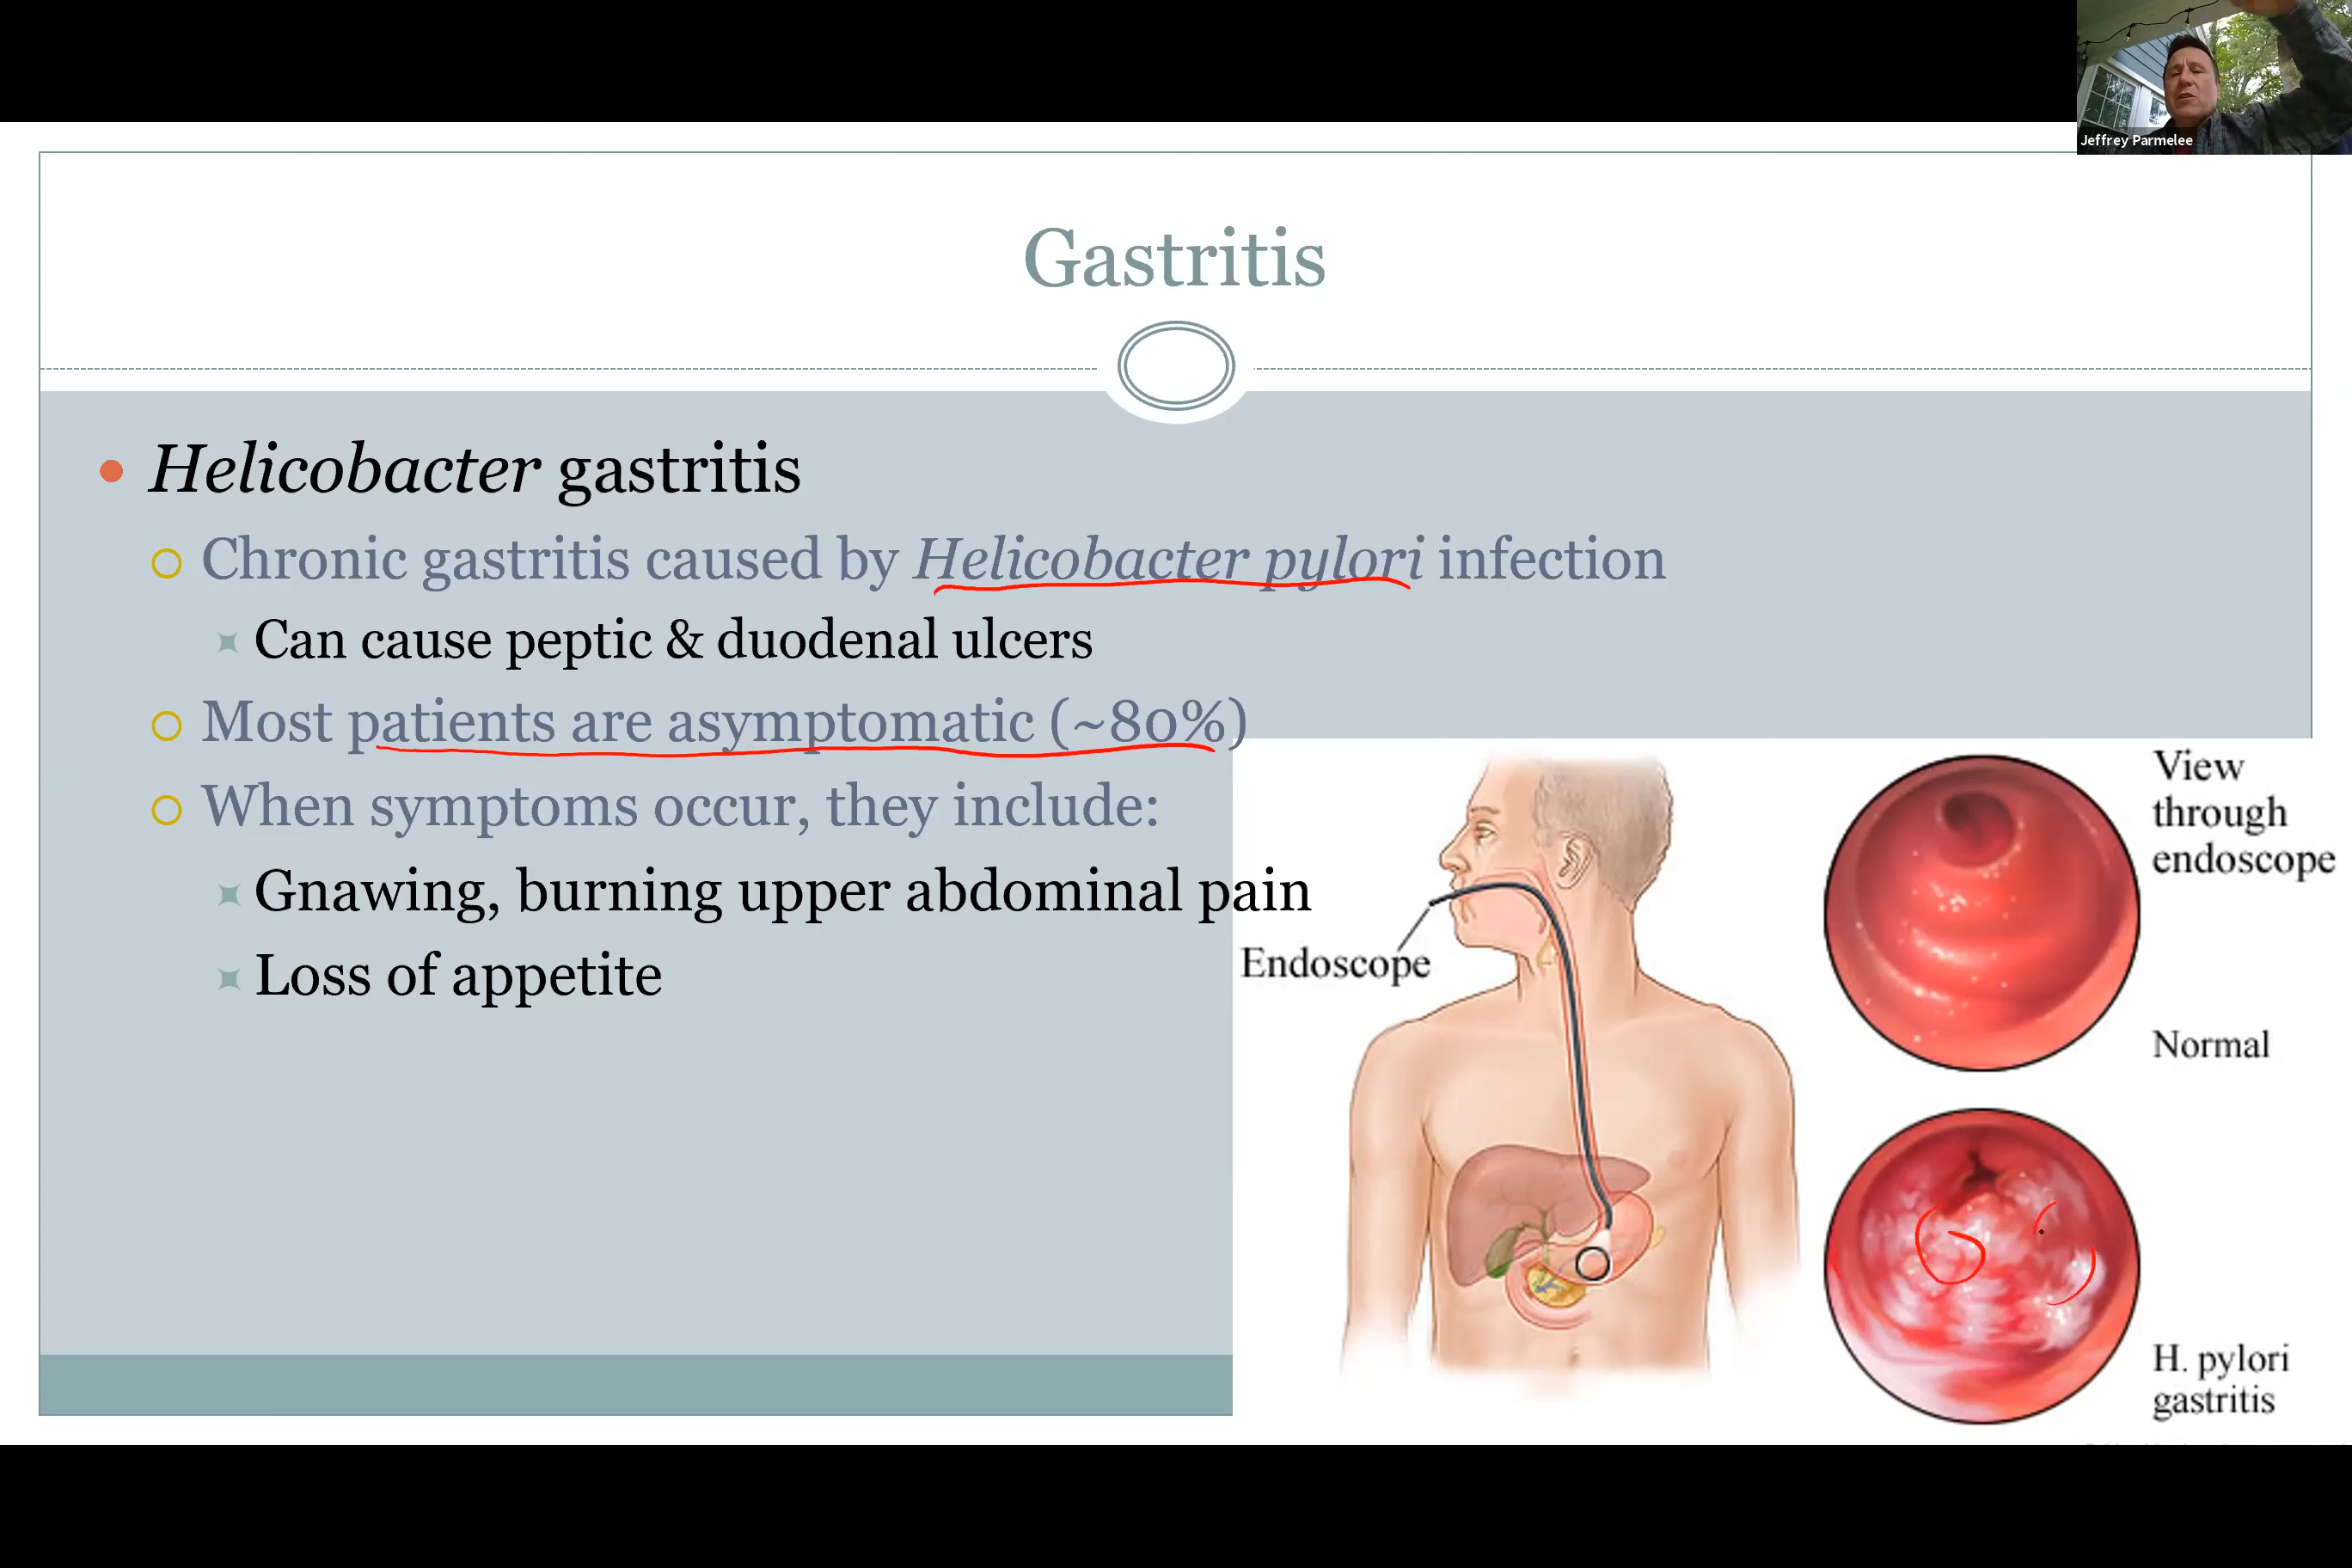 Jeffrey Parmelee
Gastritis
Helicobacter gastritis
Chronic gastritis caused by Helicobacter pylori infection
Can cause peptic & duodenal ulcers
Most patients are asymptomatic (~80%)
When symptoms occur, they include:
Gnawing, burning upper abdominal pain
Loss of appetite
Endoscope
View
through
endoscope
Normal
H. pylori
gastritis